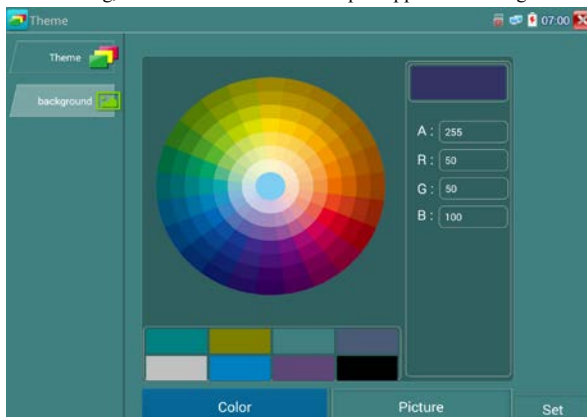 Theme
07:00
Theme
background
A : 255
R : 50
G : 50
B : 100
Color
Picture
Set